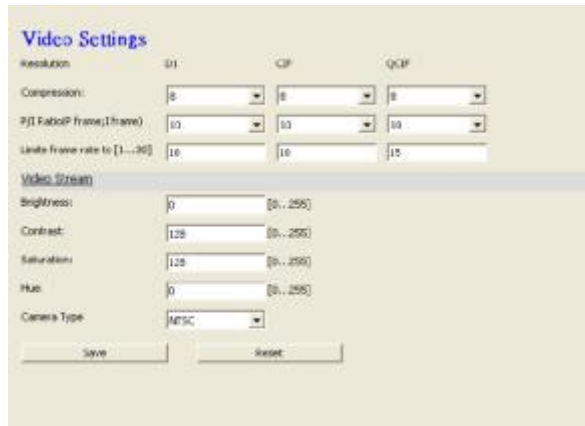 Video Settings
Resolution D1 CIF QCIF
Compression: 8 8 8
P/I Ratio(P frame;I frame) 10 10 10
Limite frame rate to [1...30] 10 10 15
Video Stream
Brightness: 0 [0...255]
Contrast: 128 [0...255]
Saturation: 128 [0...255]
Hue: 0 [0...255]
Camera Type NTSC
Save Reset